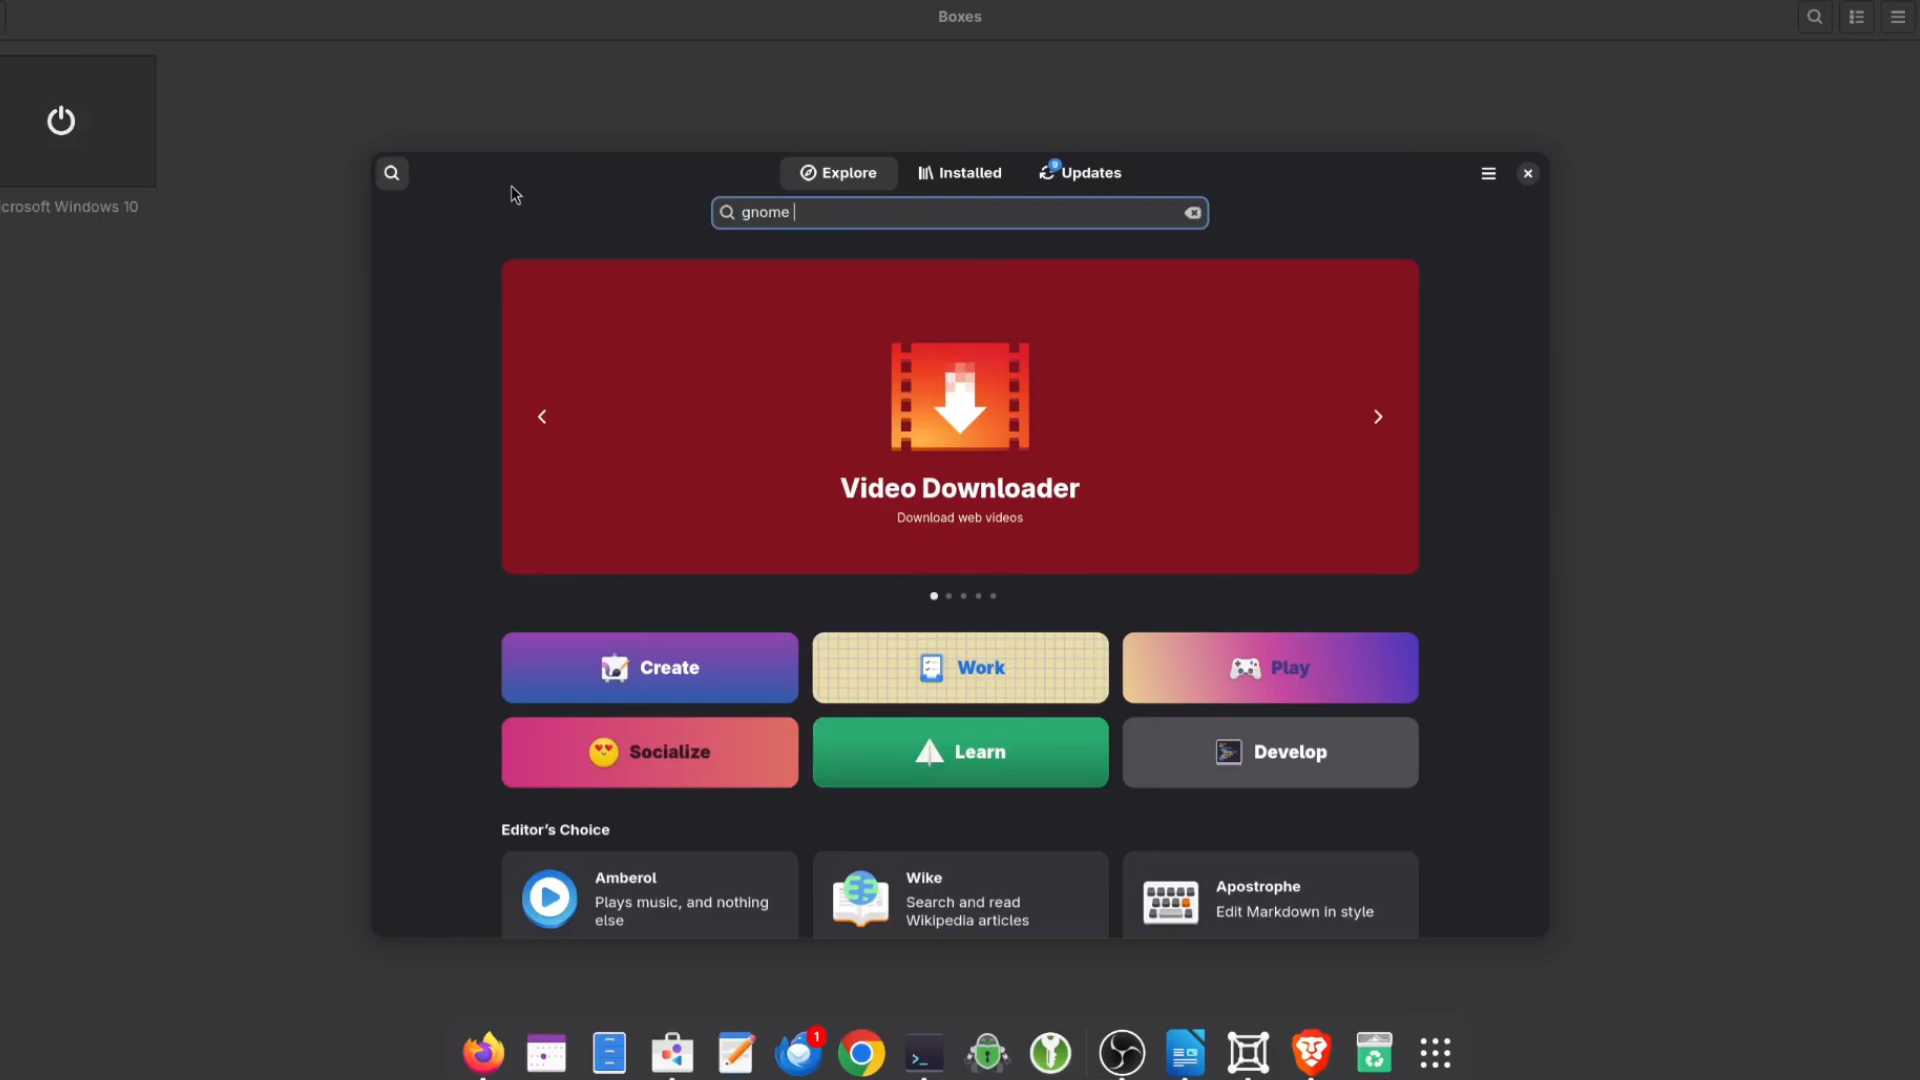 Boxes
crosoft Windows 10
Explore
Installed
9
Updates
gnome
Video Downloader
Download web videos
Create
Work
Play
Socialize
Learn
Develop
Editor's Choice
Amberol
Plays music, and nothing
else
Wike
Search and read
Wikipedia articles
Apostrophe
Edit Markdown in style
1
>_